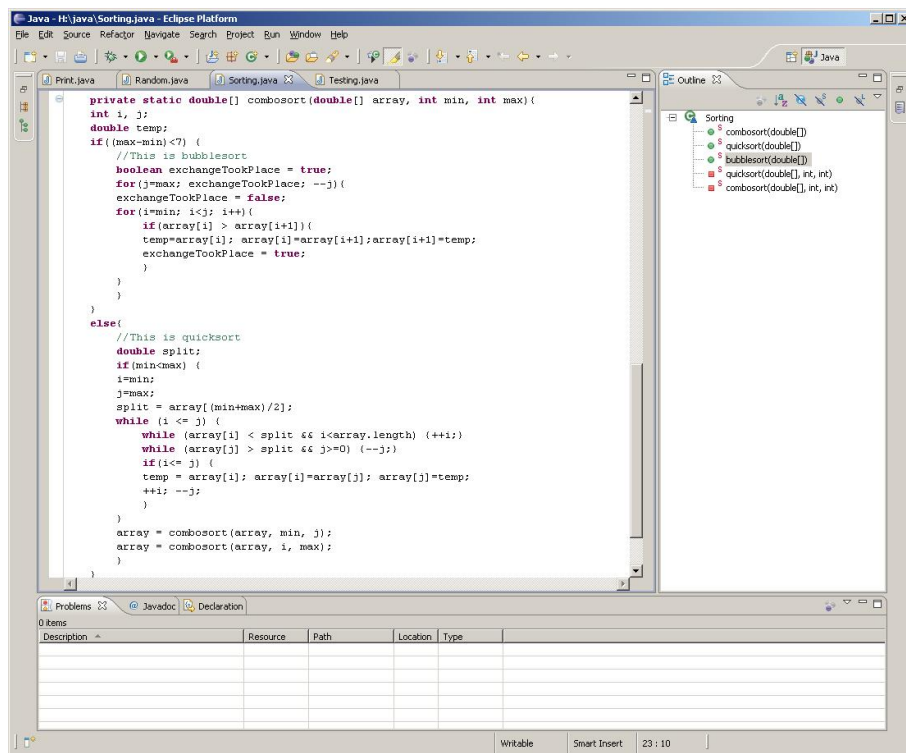 Java - H:\java\Sorting.java - Eclipse Platform
File Edit Source Refactor Navigate Search Project Run Window Help
Java
Print.java Random.java Sorting.java Testing.java
private static double[] combosort(double[] array, int min, int max){
int i, j;
double temp;
if((max-min)<7) {
//This is bubblesort
boolean exchangeTookPlace = true;
for(j=max; exchangeTookPlace; --j){
exchangeTookPlace = false;
for(i=min; i<j; i++){
if(array[i] > array[i+1]){
temp=array[i]; array[i]=array[i+1];array[i+1]=temp;
exchangeTookPlace = true;
}
}
}
}
else{
//This is quicksort
double split;
if(min<max) {
i=min;
j=max;
split = array[(min+max)/2];
while (i <= j) {
while (array[i] < split && i<array.length) {++i;}
while (array[j] > split && j>=0) {--j;}
if(i<= j) {
temp = array[i]; array[i]=array[j]; array[j]=temp;
++i; --j;
}
}
array = combosort(array, min, j);
array = combosort(array, i, max);
}
}
Outline
Sorting
combosort(double[])
quicksort(double[])
bubblesort(double[])
quicksort(double[], int, int)
combosort(double[], int, int)
Problems Javadoc Declaration
0 items
Description Resource Path Location Type
Writable Smart Insert 23 : 10